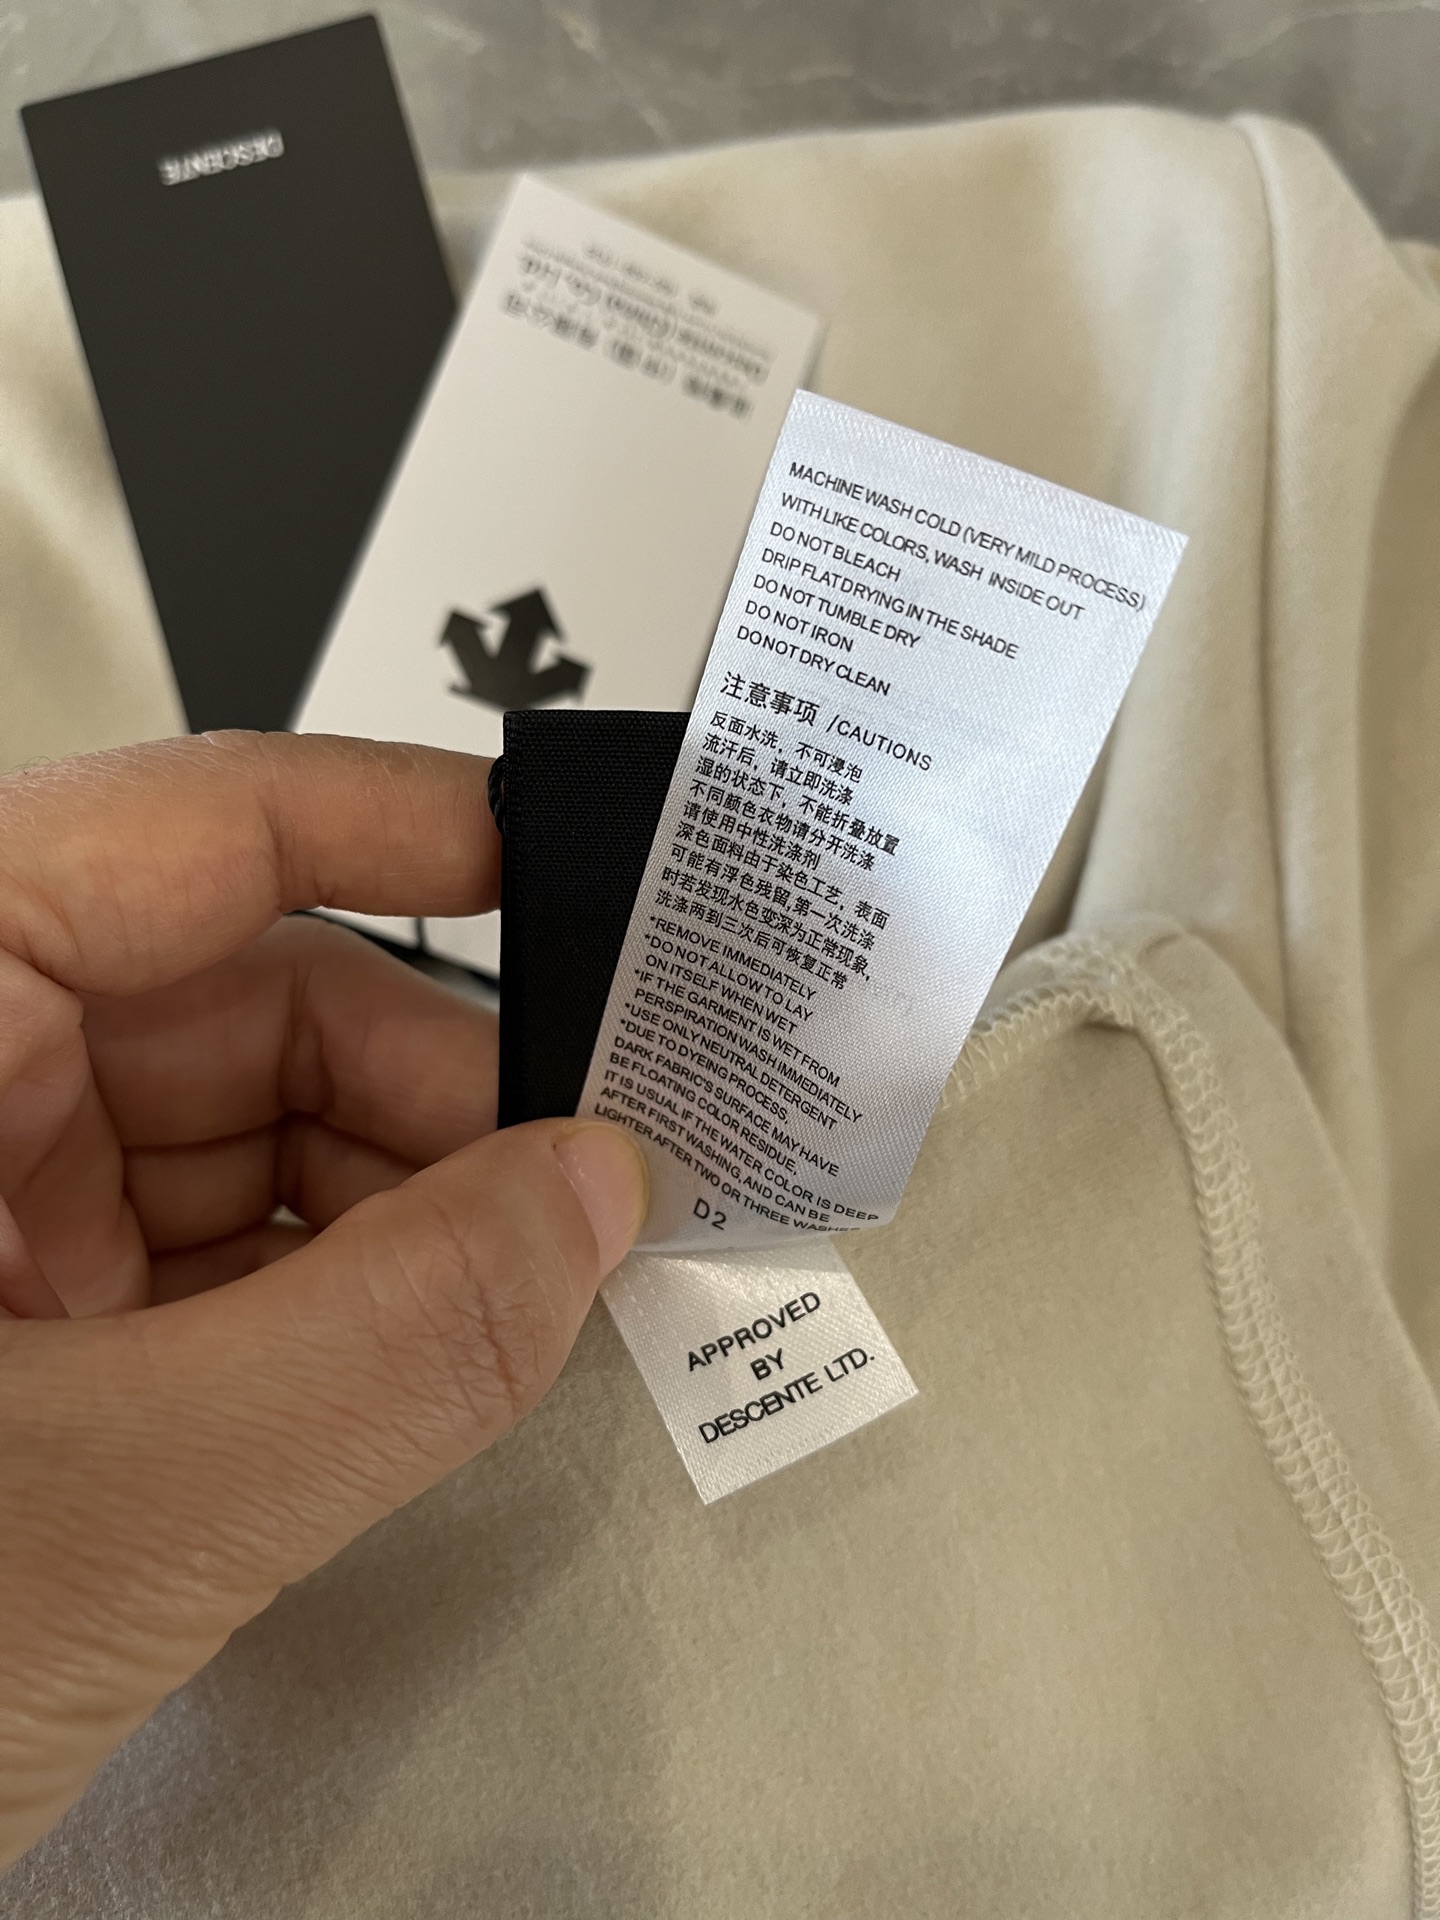 DESCENTE
MACHINE WASH COLD (VERY MILD PROCESS)
WITH LIKE COLORS, WASH INSIDE OUT
DO NOT BLEACH
DRIP FLAT DRYING IN THE SHADE
DO NOT TUMBLE DRY
DO NOT IRON
DO NOT DRY CLEAN
注意事项 /CAUTIONS
反面水洗，不可浸泡
流汗后，请立即洗涤
湿的状态下，不能折叠放置
不同颜色衣物请分开洗涤
请使用中性洗涤剂
深色面料由于染色工艺，表面
可能有浮色残留,第一次洗涤
时若发现水色变深为正常现象，
洗涤两到三次后可恢复正常
*REMOVE IMMEDIATELY
*DO NOT ALLOW TO LAY
ON ITSELF WHEN WET
*IF THE GARMENT IS WET FROM
PERSPIRATION WASH IMMEDIATELY
*USE ONLY NEUTRAL DETERGENT
*DUE TO DYEING PROCESS,
DARK FABRIC'S SURFACE MAY HAVE
BE FLOATING COLOR RESIDUE,
IT IS USUAL IF THE WATER COLOR IS DEEP
AFTER FIRST WASHING, AND CAN BE
LIGHTER AFTER TWO OR THREE WASHES
D2
APPROVED
BY
DESCENTE LTD.